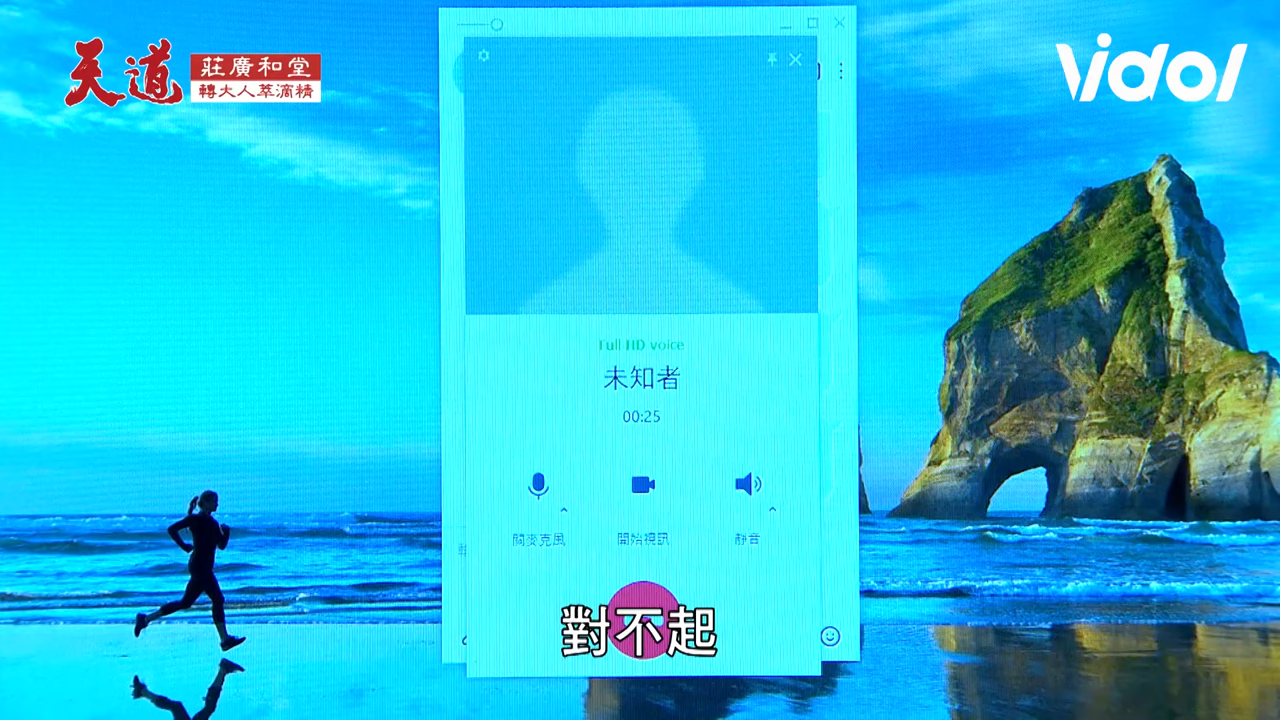 天道
莊廣和堂
轉大人萃滴精
vidol
Full HD voice
未知者
00:25
關麥克風
開始視訊
靜音
對不起